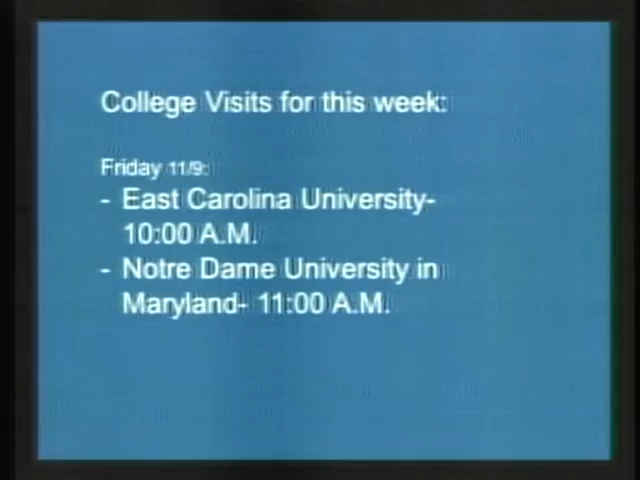 College Visits for this week:
Friday 11/9:
- East Carolina University-
10:00 A.M.
- Notre Dame University in
Maryland- 11:00 A.M.